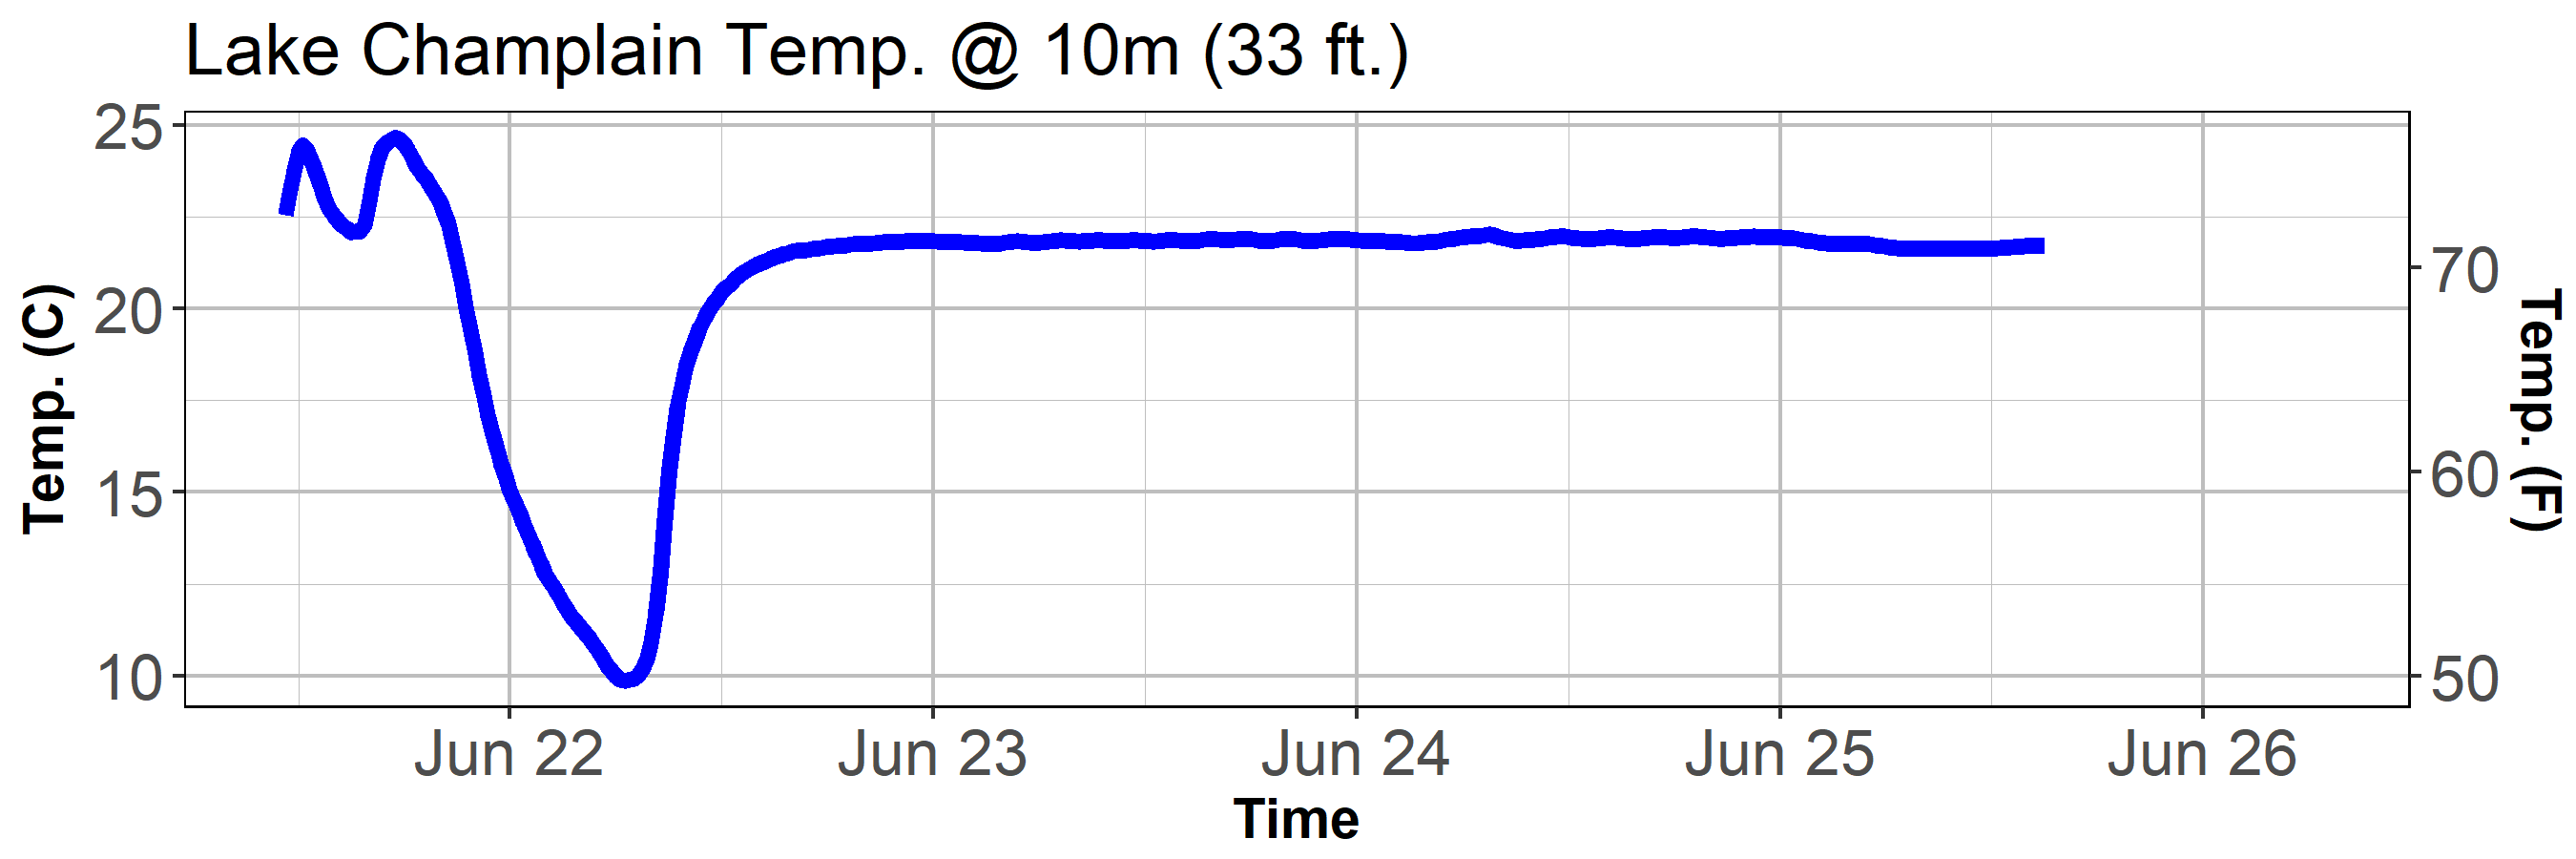 Lake Champlain Temp. @ 10m (33 ft.)
Temp. (C)
25
20
15
10
70
60
50
Temp. (F)
Jun 22 Jun 23 Jun 24 Jun 25 Jun 26
Time